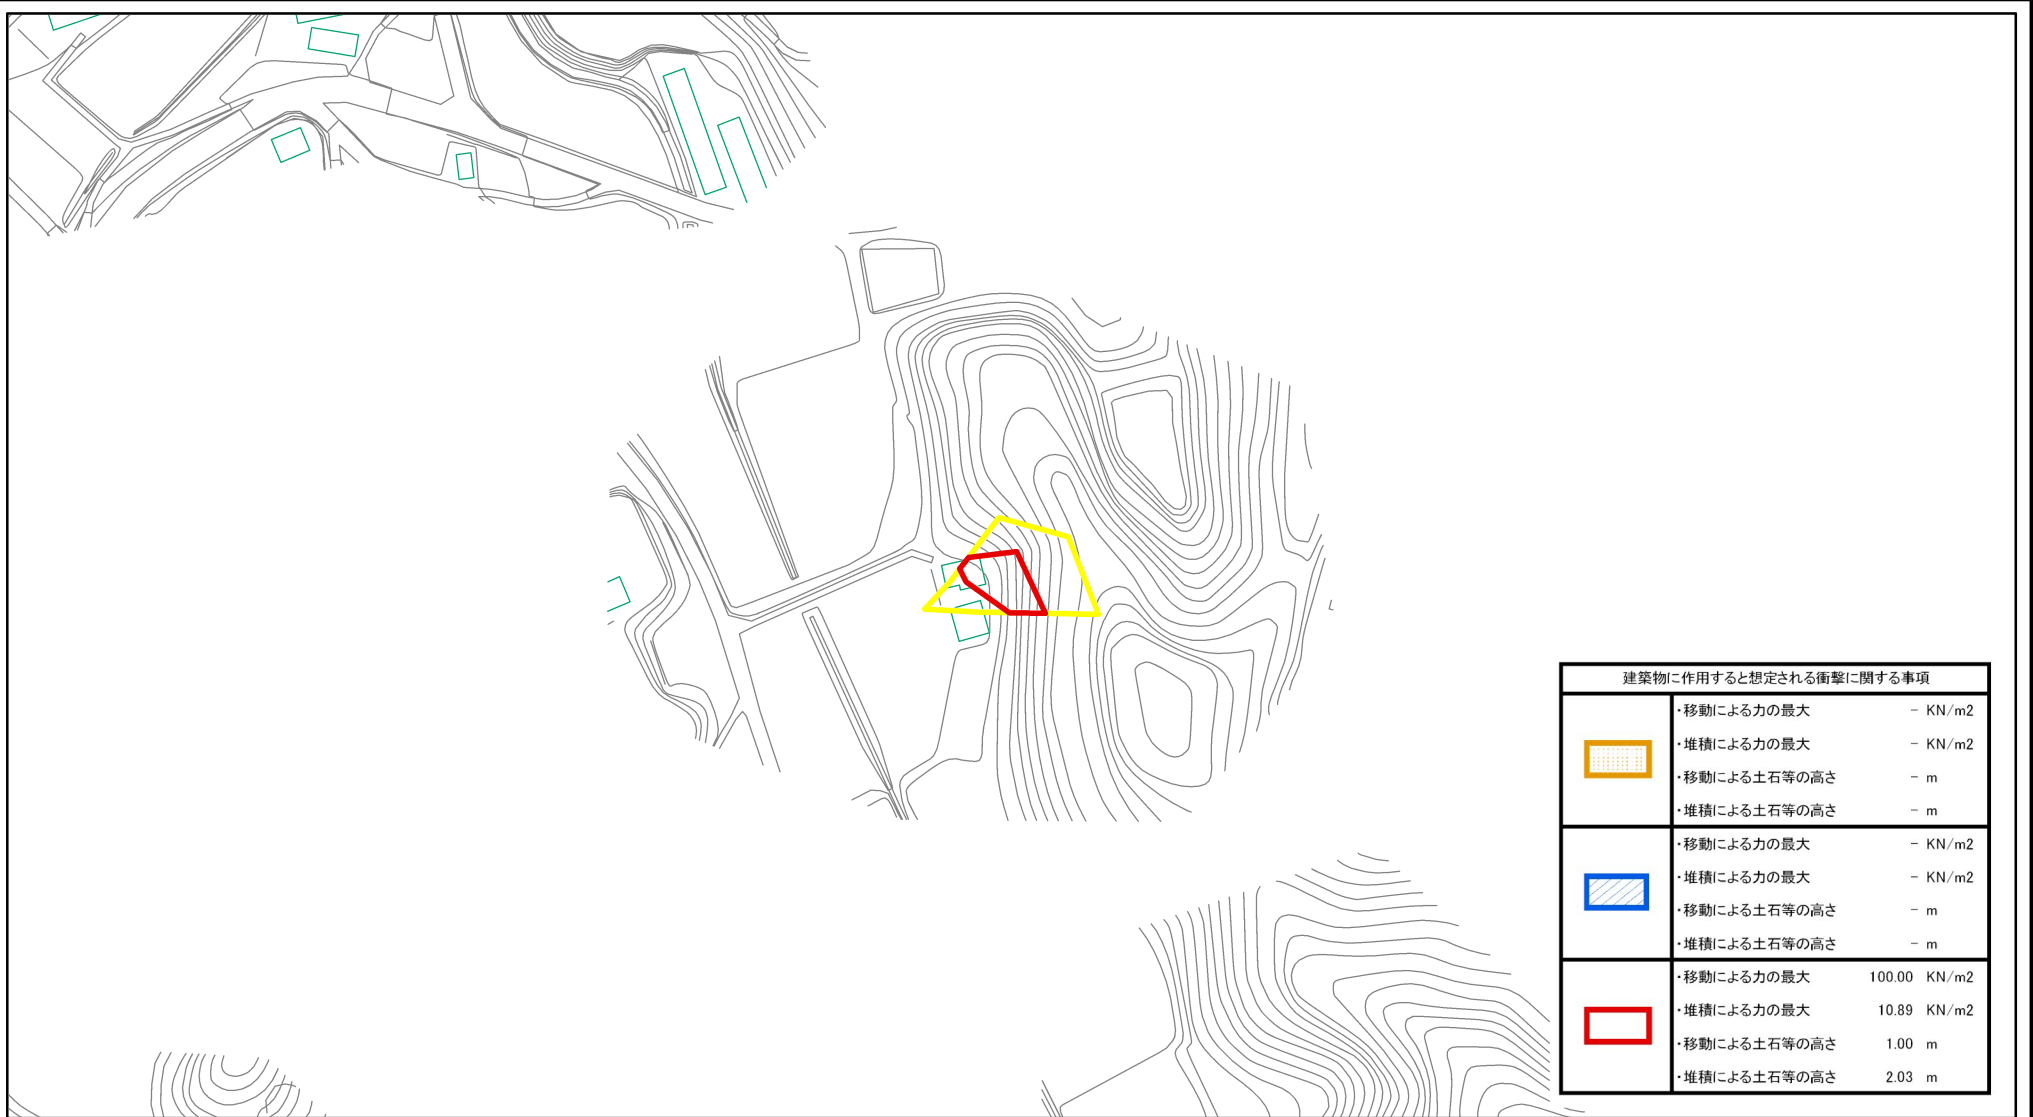 建築物に作用すると想定される衝撃に関する事項
・移動による力の最大 - KN/m2
・堆積による力の最大 - KN/m2
・移動による土石等の高さ - m
・堆積による土石等の高さ - m
・移動による力の最大 - KN/m2
・堆積による力の最大 - KN/m2
・移動による土石等の高さ - m
・堆積による土石等の高さ - m
・移動による力の最大 100.00 KN/m2
・堆積による力の最大 10.89 KN/m2
・移動による土石等の高さ 1.00 m
・堆積による土石等の高さ 2.03 m